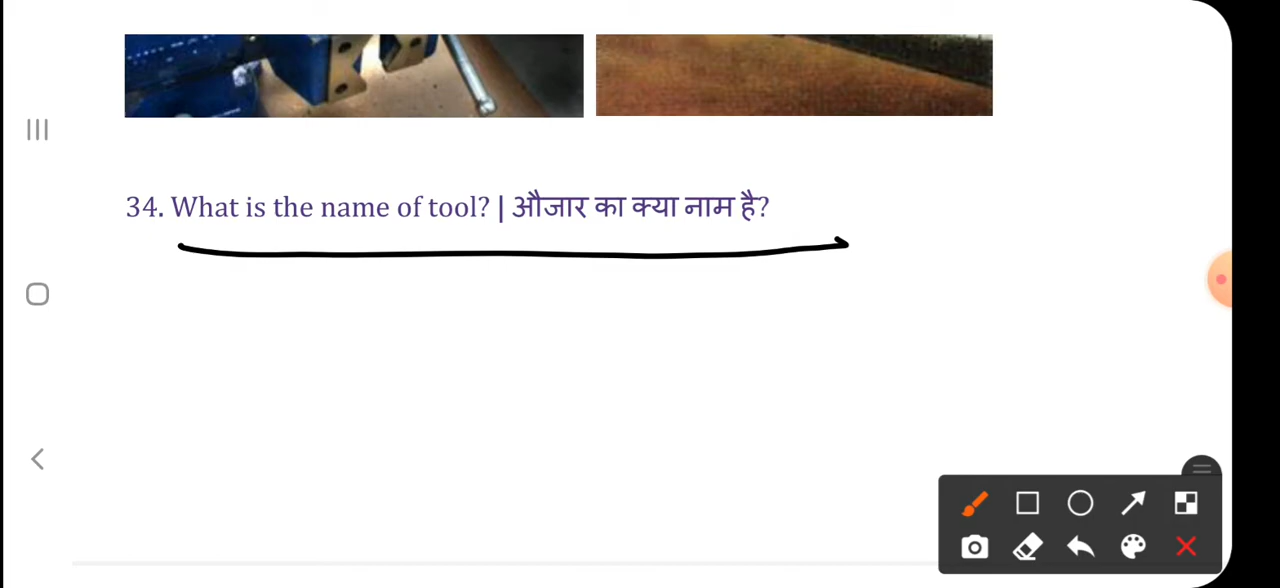 34. What is the name of tool? | औजार का क्या नाम है?